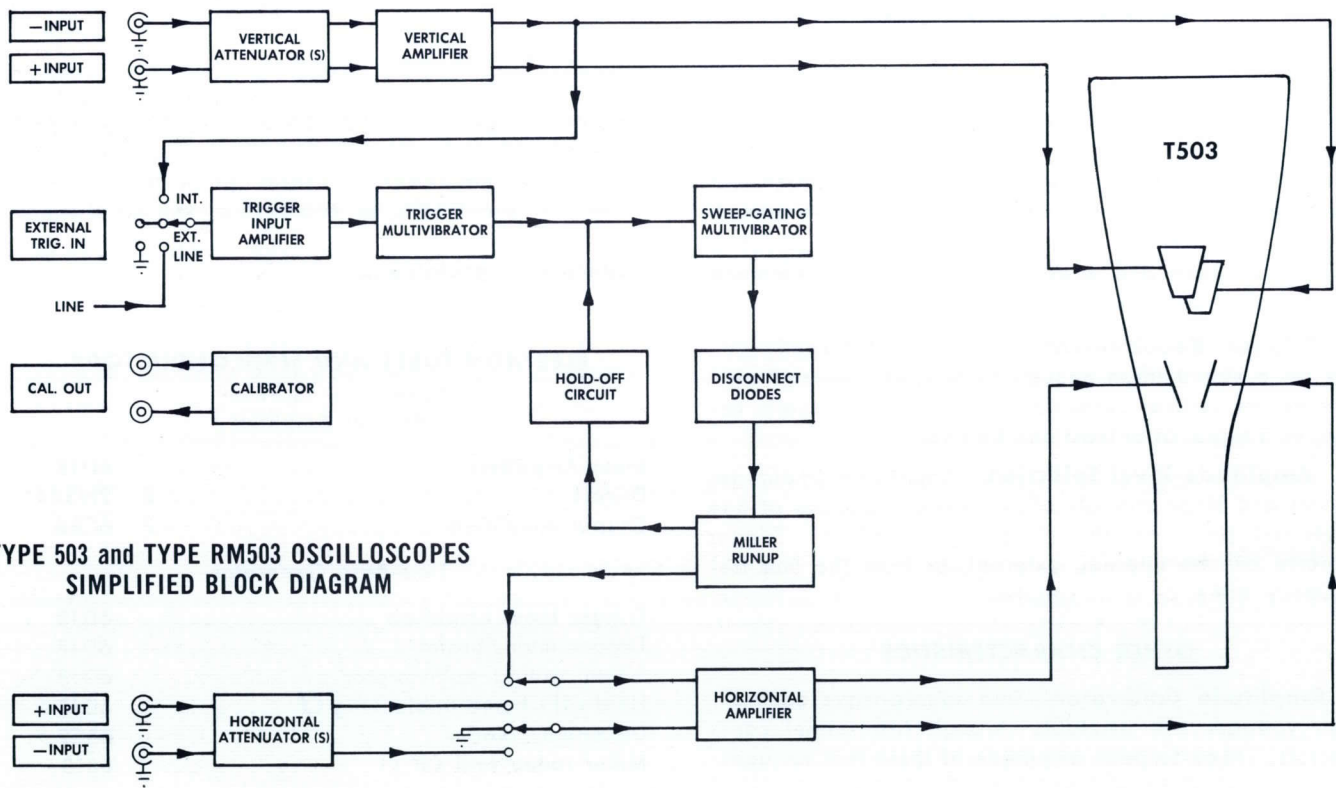 — INPUT
+ INPUT
VERTICAL
ATTENUATOR (S)
VERTICAL
AMPLIFIER
T503
EXTERNAL
TRIG. IN
INT.
EXT.
LINE
LINE
TRIGGER
INPUT
AMPLIFIER
TRIGGER
MULTIVIBRATOR
SWEEP-GATING
MULTIVIBRATOR
CAL. OUT
CALIBRATOR
HOLD-OFF
CIRCUIT
DISCONNECT
DIODES
MILLER
RUNUP
TYPE 503 and TYPE RM503 OSCILLOSCOPES
SIMPLIFIED BLOCK DIAGRAM
+ INPUT
— INPUT
HORIZONTAL
ATTENUATOR (S)
HORIZONTAL
AMPLIFIER